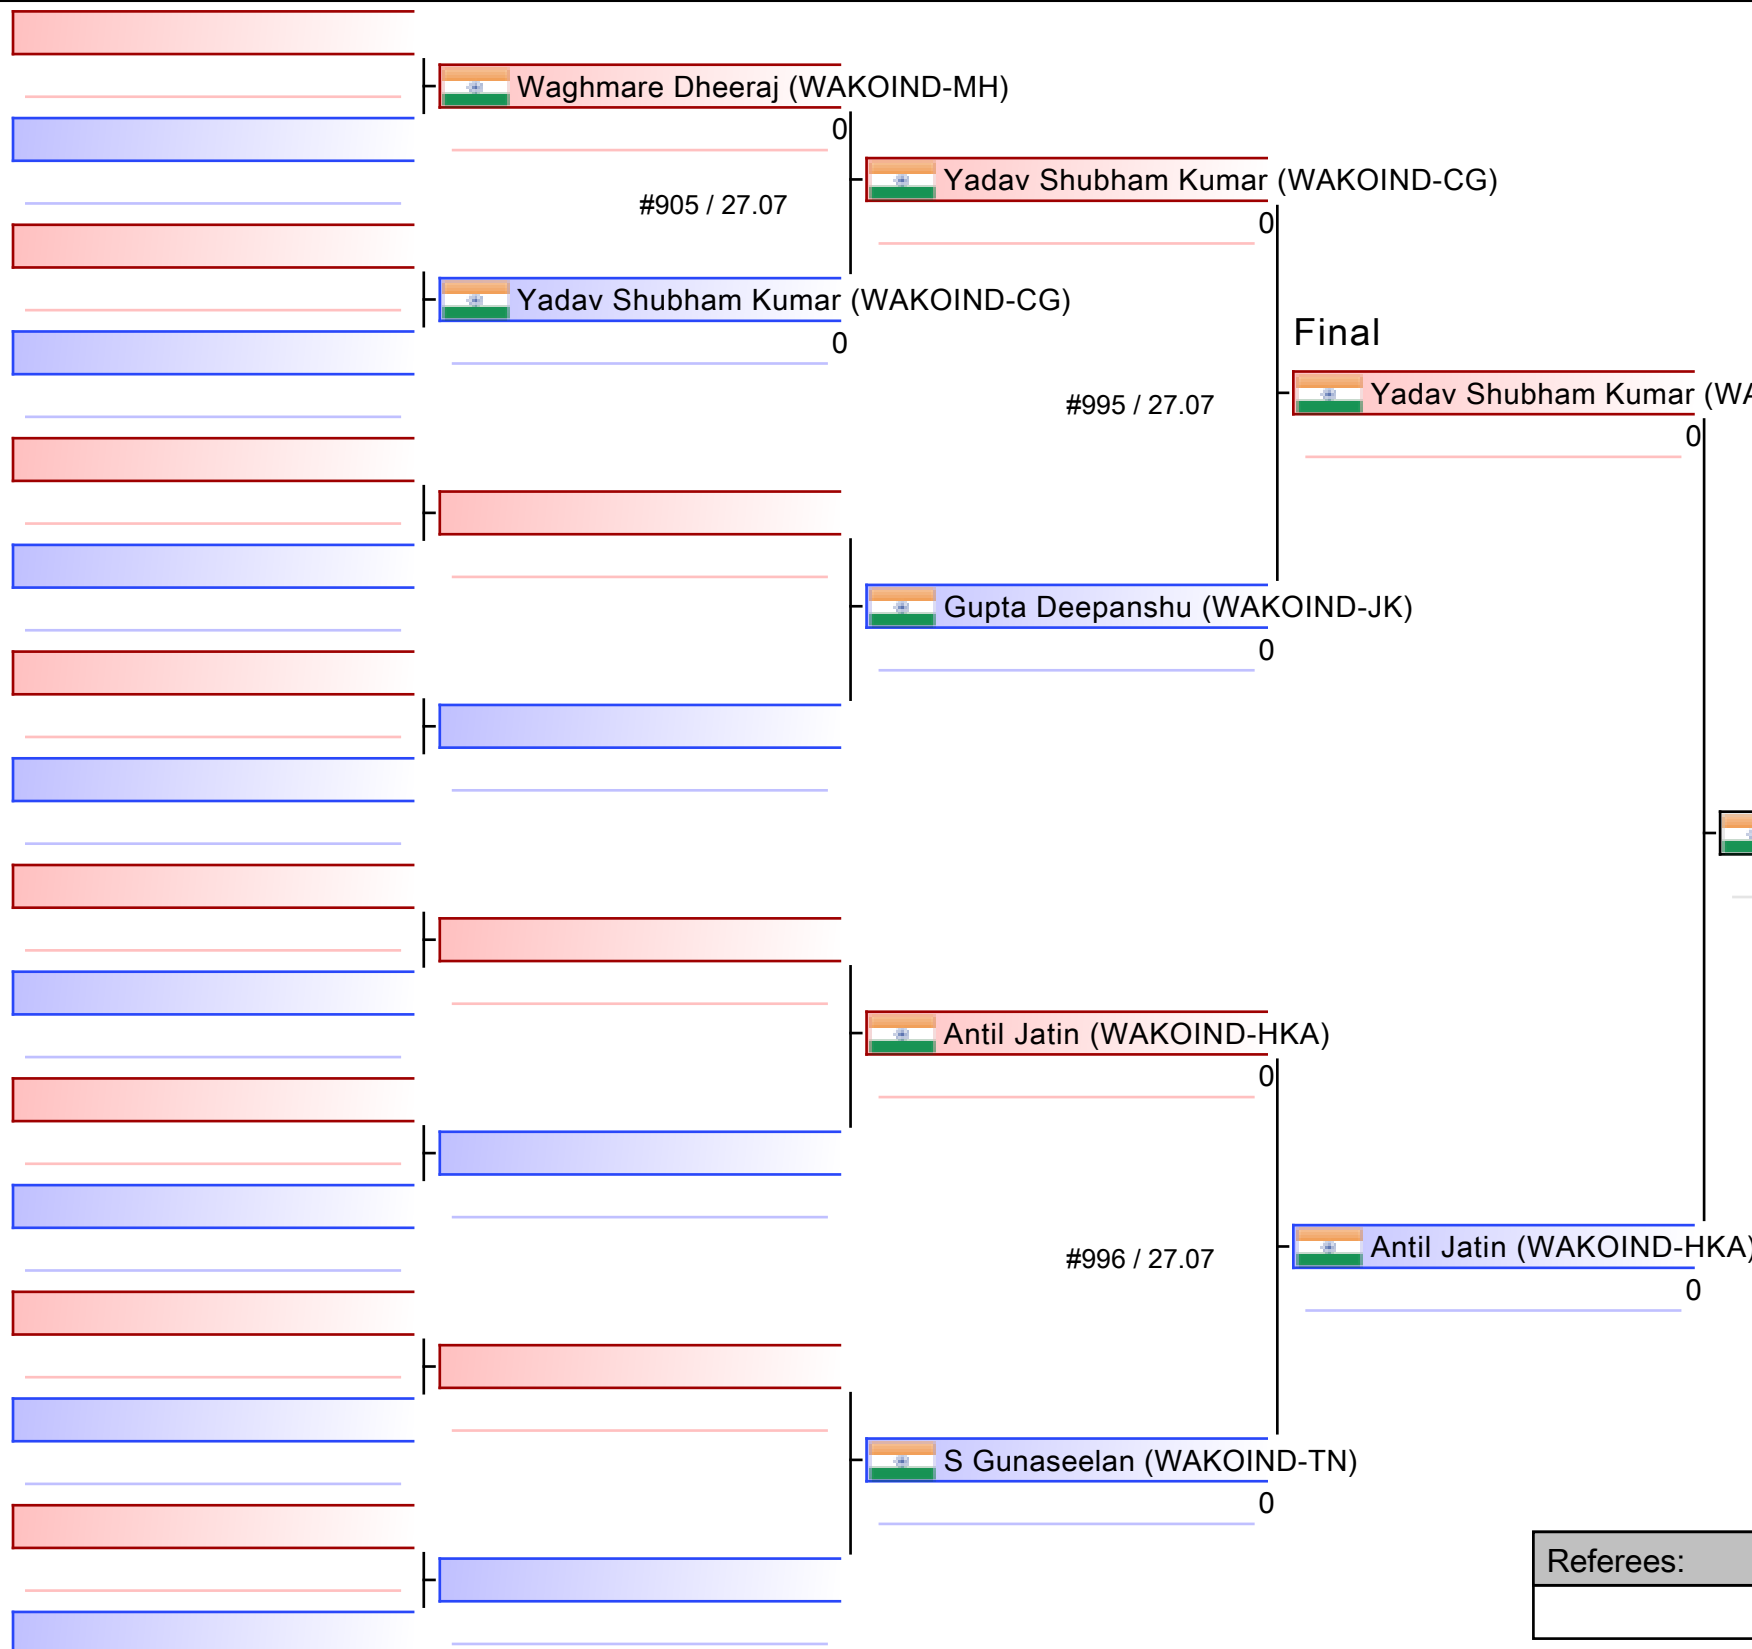 Waghmare Dheeraj (WAKOIND-MH)
0
Yadav Shubham Kumar (WAKOIND-CG)
#905 / 27.07
0
Yadav Shubham Kumar (WAKOIND-CG)
0
Final
Yadav Shubham Kumar (WA
#995 / 27.07
0
Gupta Deepanshu (WAKOIND-JK)
0
Antil Jatin (WAKOIND-HKA)
0
Antil Jatin (WAKOIND-HKA)
#996 / 27.07
0
S Gunaseelan (WAKOIND-TN)
0
Referees: